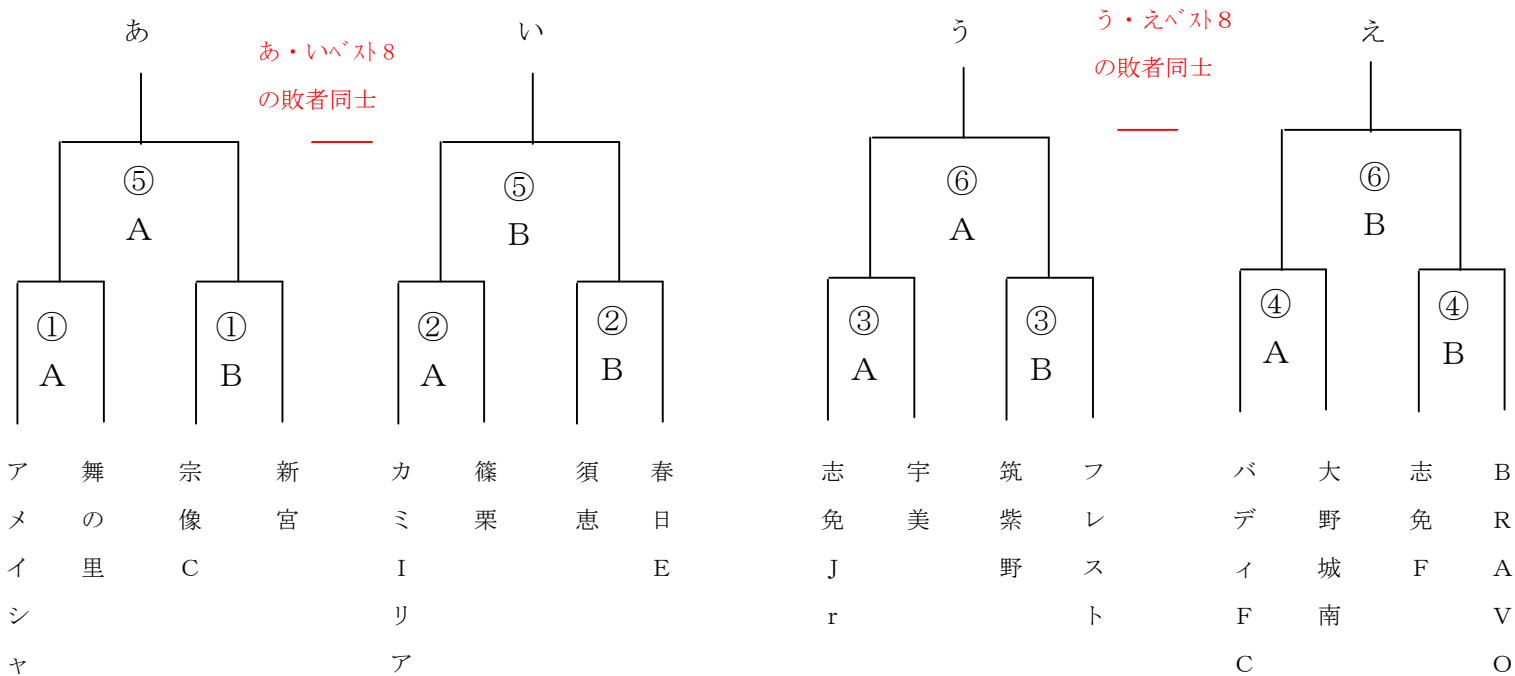 あ
い
う
え
あ・いﾍﾞｽﾄ8
の敗者同士
う・えﾍﾞｽﾄ8
の敗者同士
⑤
A
⑤
B
⑥
A
⑥
B
①
A
①
B
②
A
②
B
③
A
③
B
④
A
④
B
アメイシャ
舞の里
宗像C
新宮
カミIリア
篠栗
須恵
春日E
志免Jr
宇美
筑紫野
フレスト
バディFC
大野城南
志免F
BRAVO